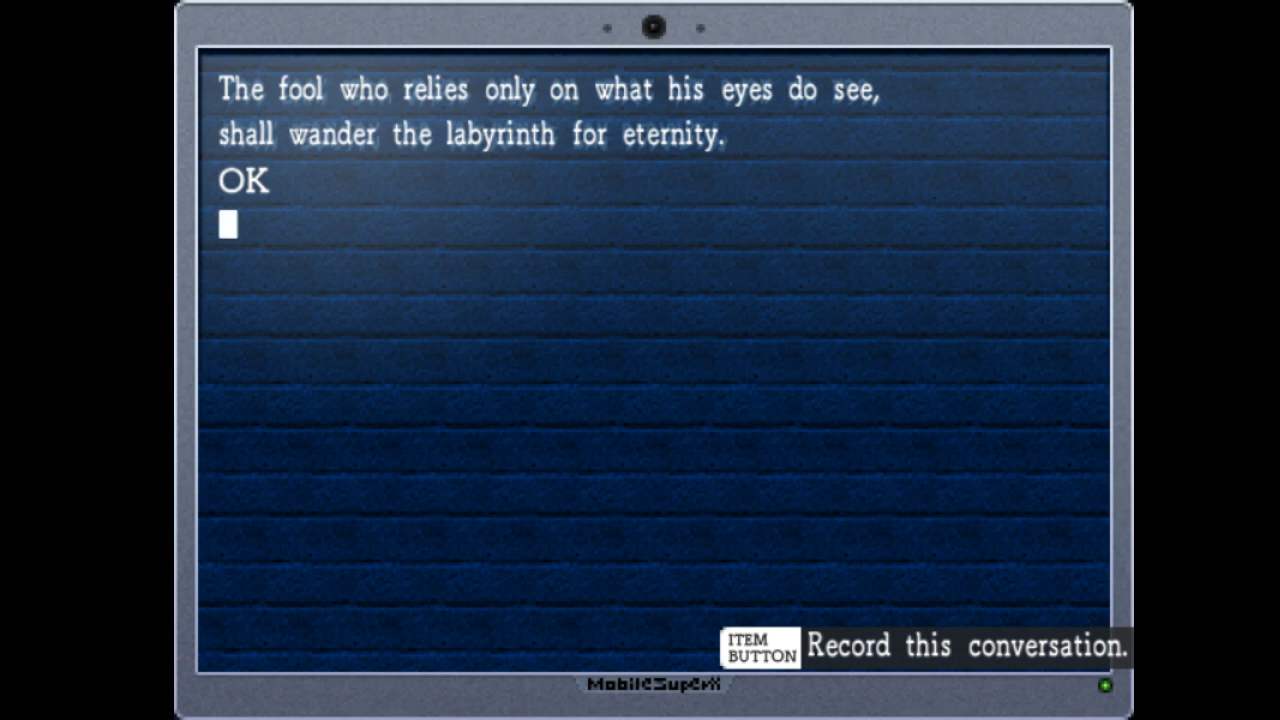 The fool who relies only on what his eyes do see,
shall wander the labyrinth for eternity.
OK
ITEM
BUTTON
Record this conversation.
MobileSuperX